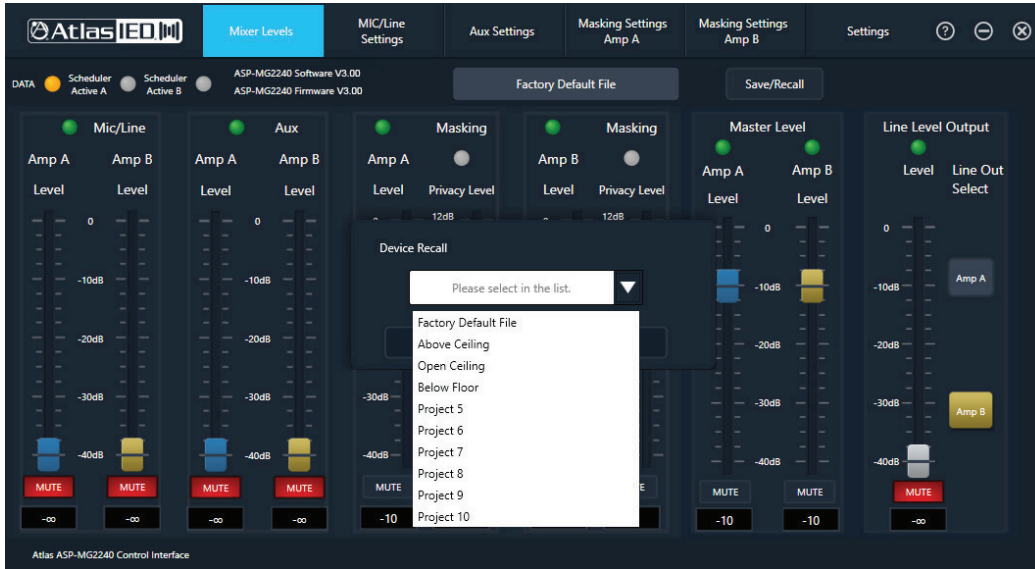 AtlasIED
Mixer Levels
MIC/Line
Settings
Aux Settings
Masking Settings
Amp A
Masking Settings
Amp B
Settings
?
DATA
Scheduler
Active A
Scheduler
Active B
ASP-MG2240 Software V3.00
ASP-MG2240 Firmware V3.00
Factory Default File
Save/Recall
Mic/Line
Amp A Amp B
Level Level
0
-10dB
-20dB
-30dB
-40dB
MUTE MUTE
-∞ -∞
Aux
Amp A Amp B
Level Level
0
-10dB
-20dB
-30dB
-40dB
MUTE MUTE
-∞ -∞
Masking
Amp A
Level Privacy Level
12dB
-30dB
-40dB
MUTE
-10
Masking
Amp B
Level Privacy Level
12dB
Device Recall
Please select in the list.
Factory Default File
Above Ceiling
Open Ceiling
Below Floor
Project 5
Project 6
Project 7
Project 8
Project 9
Project 10
Master Level
Amp A Amp B
Level Level
0
-10dB
-20dB
-30dB
-40dB
MUTE MUTE
-10 -10
Line Level Output
Level
Line Out
Select
0
-10dB
-20dB
-30dB
-40dB
Amp A
Amp B
MUTE
-∞
Atlas ASP-MG2240 Control Interface